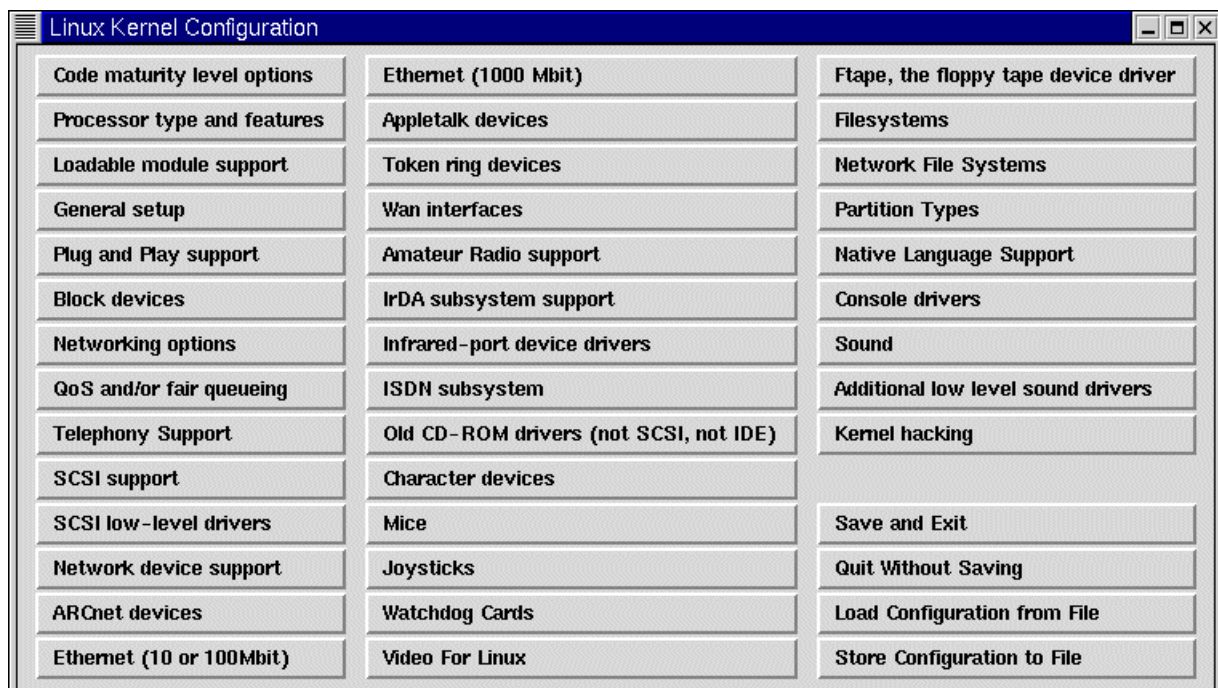 Linux Kernel Configuration
Code maturity level options
Processor type and features
Loadable module support
General setup
Plug and Play support
Block devices
Networking options
QoS and/or fair queueing
Telephony Support
SCSI support
SCSI low-level drivers
Network device support
ARCnet devices
Ethernet (10 or 100Mbit)
Ethernet (1000 Mbit)
Appletalk devices
Token ring devices
Wan interfaces
Amateur Radio support
IrDA subsystem support
Infrared-port device drivers
ISDN subsystem
Old CD-ROM drivers (not SCSI, not IDE)
Character devices
Mice
Joysticks
Watchdog Cards
Video For Linux
Ftape, the floppy tape device driver
Filesystems
Network File Systems
Partition Types
Native Language Support
Console drivers
Sound
Additional low level sound drivers
Kernel hacking
Save and Exit
Quit Without Saving
Load Configuration from File
Store Configuration to File